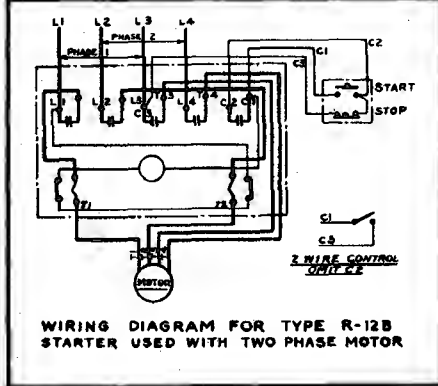 L1 L2 L3 L4
PHASE 2
PHASE 1
C2
C1
C3
START
STOP
L1 L2 L3 T3 L4 T4 C2
C3
T1 T2
MOTOR
C1
C3
2 WIRE CONTROL
OMIT C2
WIRING DIAGRAM FOR TYPE R-12B
STARTER USED WITH TWO PHASE MOTOR